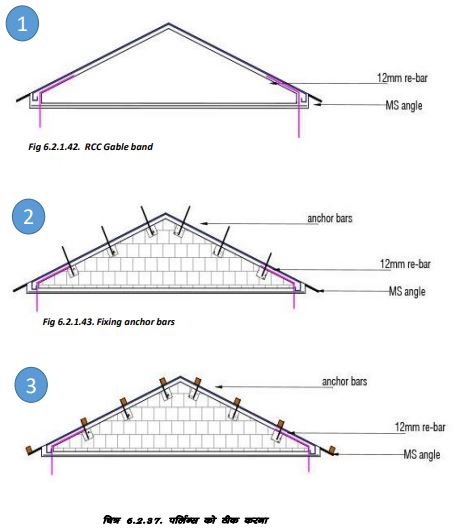 1
12mm re-bar
MS angle
Fig 6.2.1.42. RCC Gable band
2
anchor bars
12mm re-bar
MS angle
Fig 6.2.1.43. Fixing anchor bars
3
anchor bars
12mm re-bar
MS angle
चित्र 6.2.37. पर्लिन्स को ठीक करना